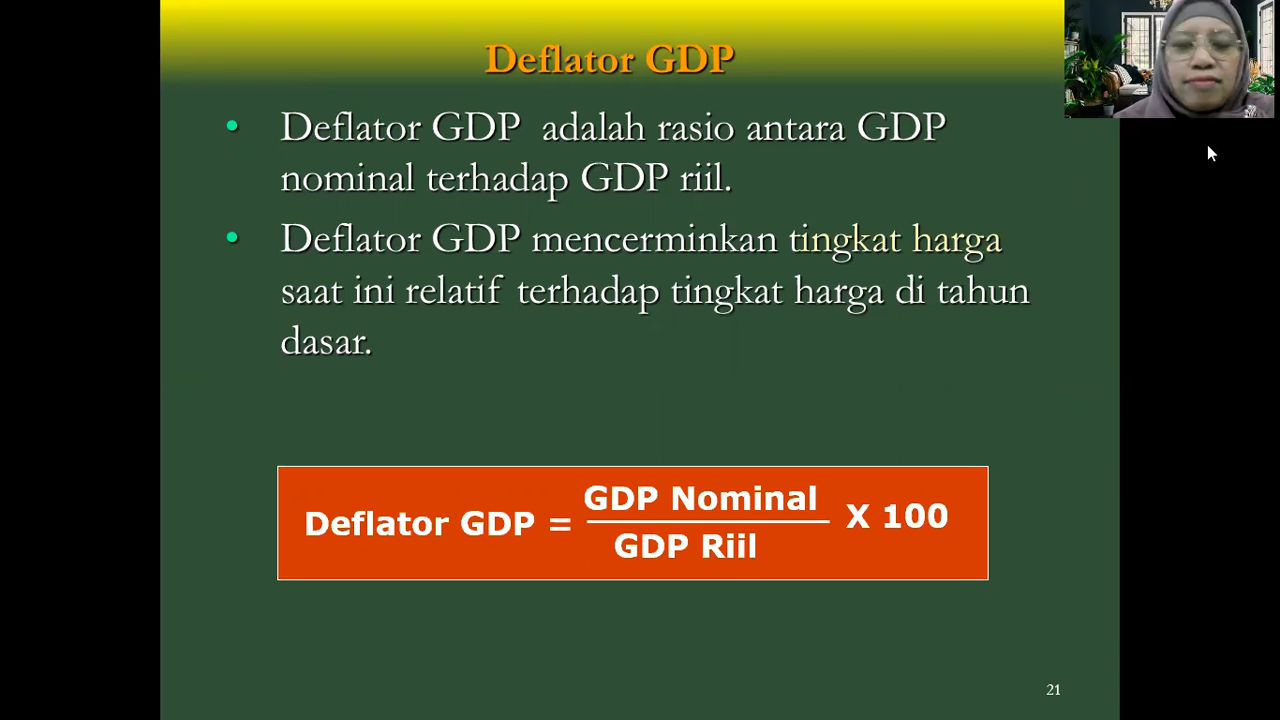 Deflator GDP
• Deflator GDP adalah rasio antara GDP
nominal terhadap GDP riil.
• Deflator GDP mencerminkan tingkat harga
saat ini relatif terhadap tingkat harga di tahun
dasar.
GDP Nominal
Deflator GDP = X 100
GDP Riil
21